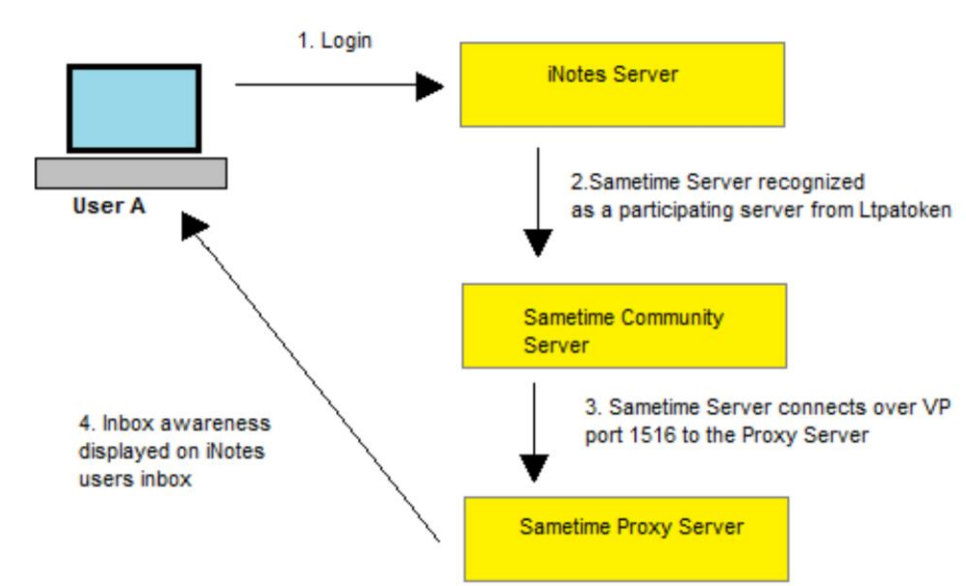 1. Login
iNotes Server
User A
2.Sametime Server recognized
as a participating server from Ltpatoken
Sametime Community
Server
3. Sametime Server connects over VP
port 1516 to the Proxy Server
4. Inbox awareness
displayed on iNotes
users inbox
Sametime Proxy Server